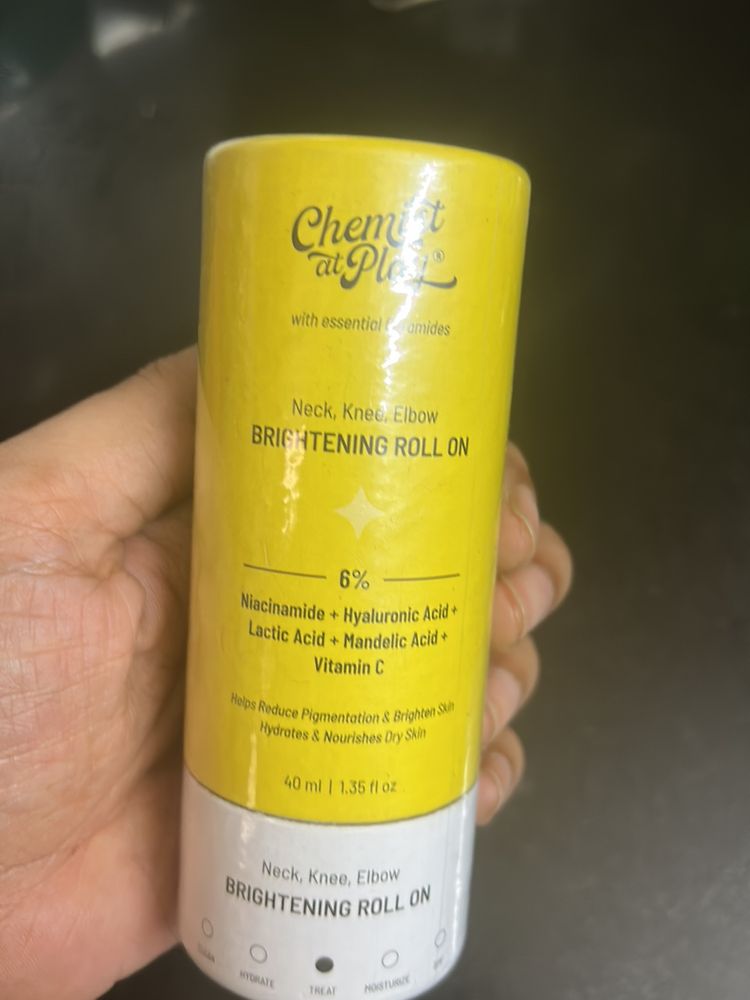 Chemist
at Play®
with essential ceramides
Neck, Knee, Elbow
BRIGHTENING ROLL ON
6%
Niacinamide + Hyaluronic Acid +
Lactic Acid + Mandelic Acid +
Vitamin C
Helps Reduce Pigmentation & Brighten Skin
Hydrates & Nourishes Dry Skin
40 ml | 1.35 fl oz
Neck, Knee, Elbow
BRIGHTENING ROLL ON
HYDRATE
TREAT
MOISTURIZE